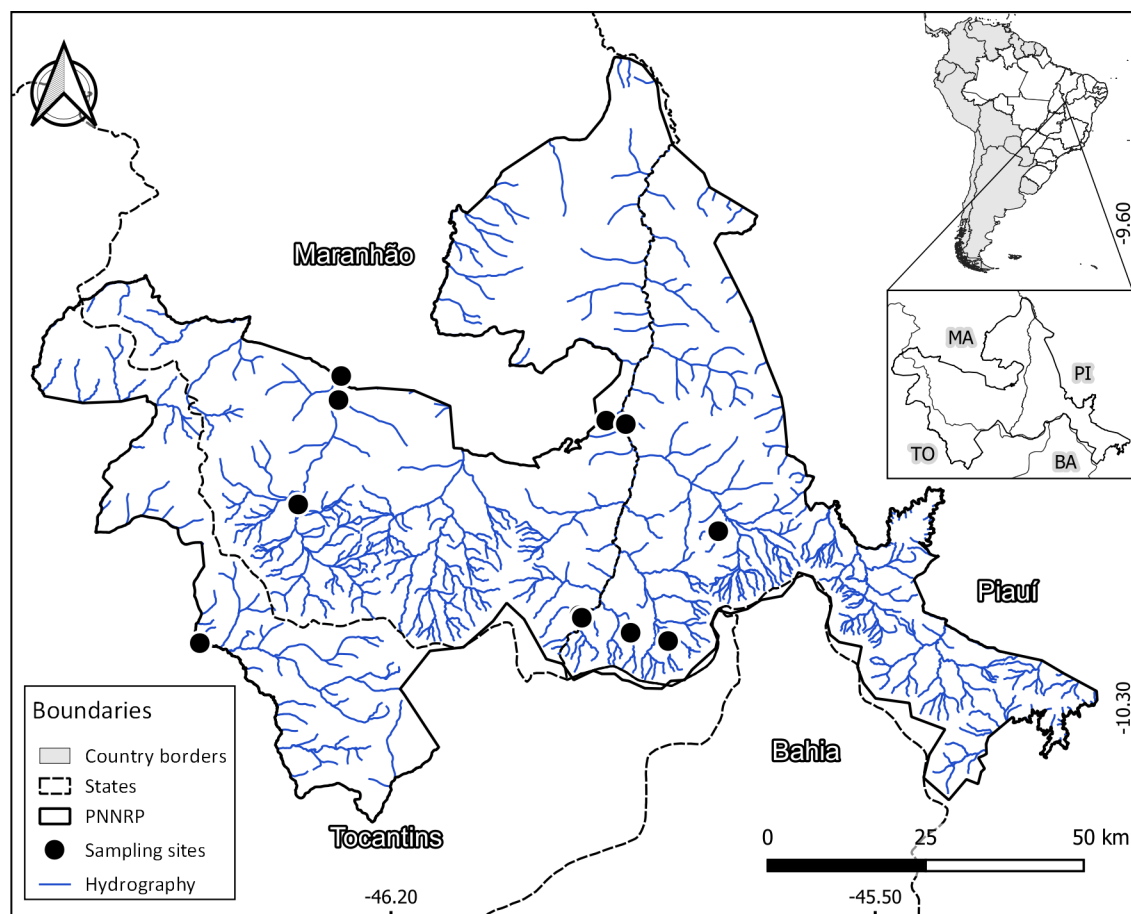 Maranhão
-9.60
MA
PI
TO
BA
Piauí
-10.30
Bahia
Tocantins
Boundaries
Country borders
States
PNNRP
Sampling sites
Hydrography
0 25 50 km
-46.20 -45.50